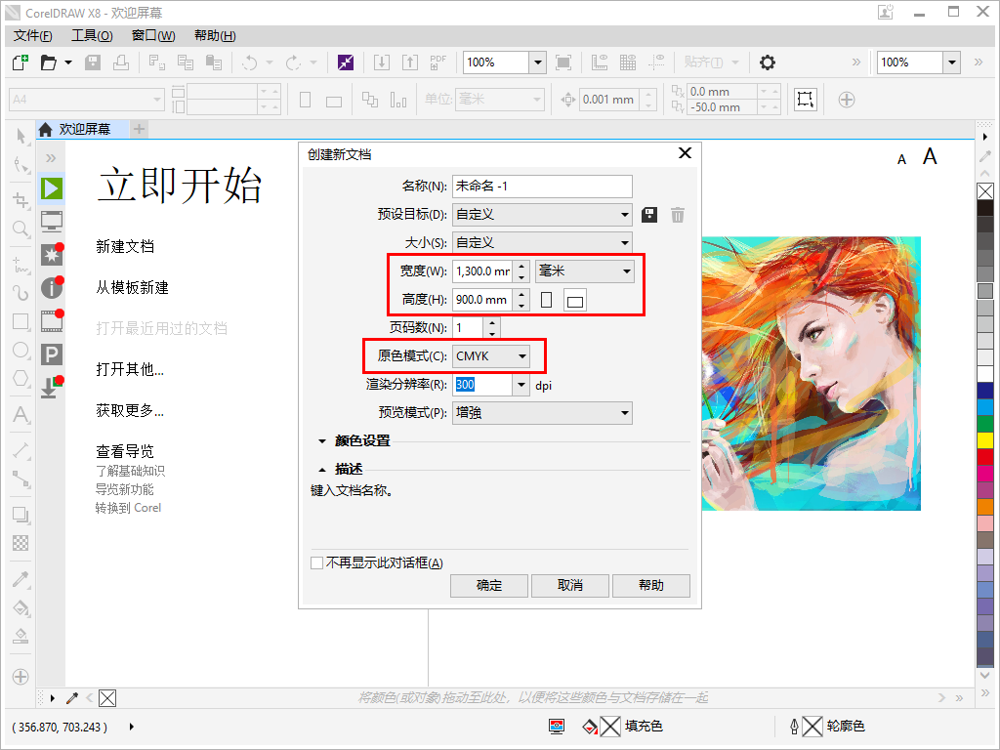 CorelDRAW X8 - 欢迎屏幕
文件(F) 工具(O) 窗口(W) 帮助(H)
PDF 100% 贴齐(T) 100%
A4 单位: 毫米 0.001 mm 0.0 mm
-50.0 mm
欢迎屏幕
A A
立即开始
新建文档
从模板新建
打开最近用过的文档
打开其他...
获取更多...
查看导览
了解基础知识
导览新功能
转换到 Corel
创建新文档
名称(N): 未命名 -1
预设目标(D): 自定义
大小(S): 自定义
宽度(W): 1,300.0 mm 毫米
高度(H): 900.0 mm
页码数(N): 1
原色模式(C): CMYK
渲染分辨率(R): 300 dpi
预览模式(P): 增强
颜色设置
描述
键入文档名称。
不再显示此对话框(A)
确定 取消 帮助
将颜色(或对象)拖动至此处，以便将这些颜色与文档存储在一起
( 356.870, 703.243 ) 填充色 轮廓色